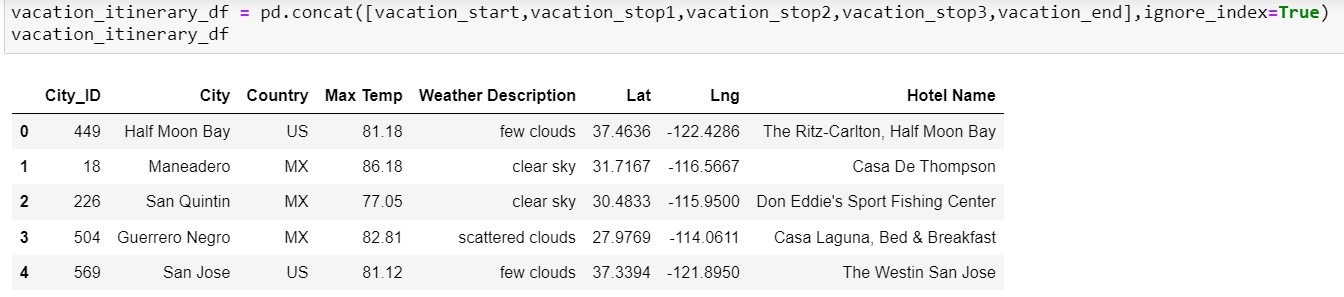 vacation_itinerary_df = pd.concat([vacation_start,vacation_stop1,vacation_stop2,vacation_stop3,vacation_end],ignore_index=True)
vacation_itinerary_df
City_ID City Country Max Temp Weather Description Lat Lng Hotel Name
0 449 Half Moon Bay US 81.18 few clouds 37.4636 -122.4286 The Ritz-Carlton, Half Moon Bay
1 18 Maneadero MX 86.18 clear sky 31.7167 -116.5667 Casa De Thompson
2 226 San Quintin MX 77.05 clear sky 30.4833 -115.9500 Don Eddie's Sport Fishing Center
3 504 Guerrero Negro MX 82.81 scattered clouds 27.9769 -114.0611 Casa Laguna, Bed & Breakfast
4 569 San Jose US 81.12 few clouds 37.3394 -121.8950 The Westin San Jose